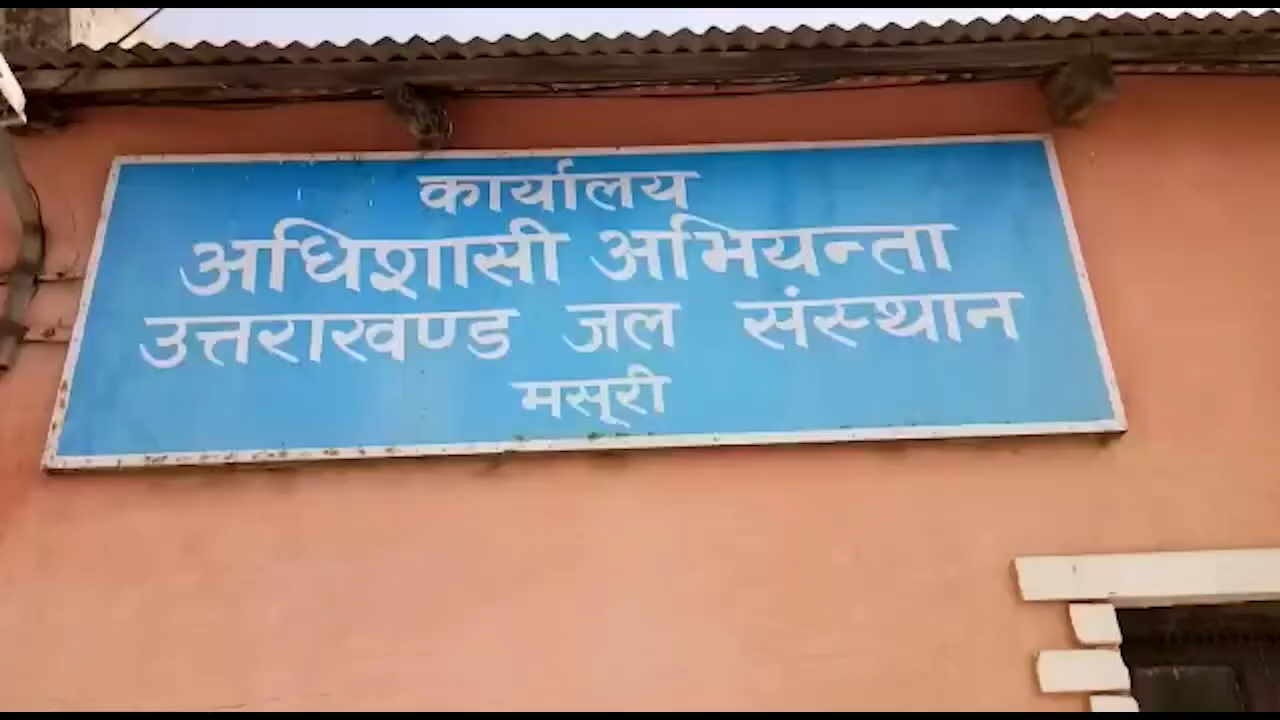 कार्यालय
अधिशासी अभियन्ता
उत्तराखण्ड जल संस्थान
मसूरी